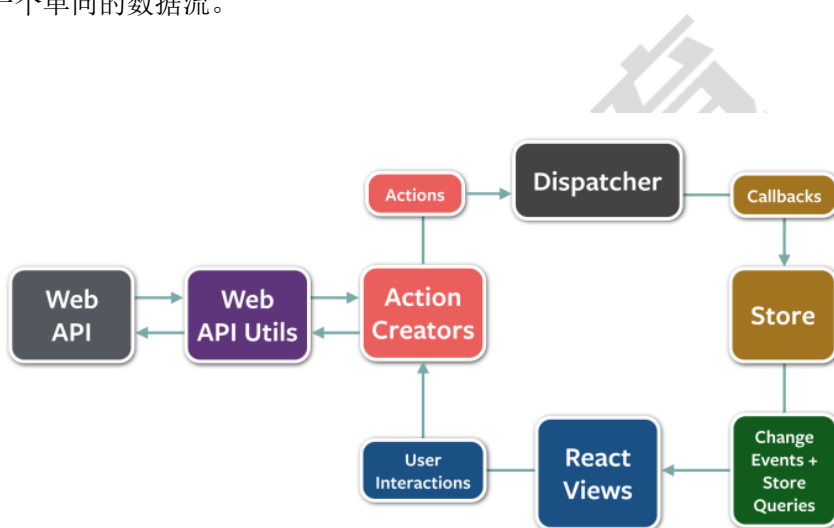 一个单向的数据流。
Actions
Dispatcher
Callbacks
Web
API
Web
API Utils
Action
Creators
Store
User
Interactions
React
Views
Change
Events +
Store
Queries